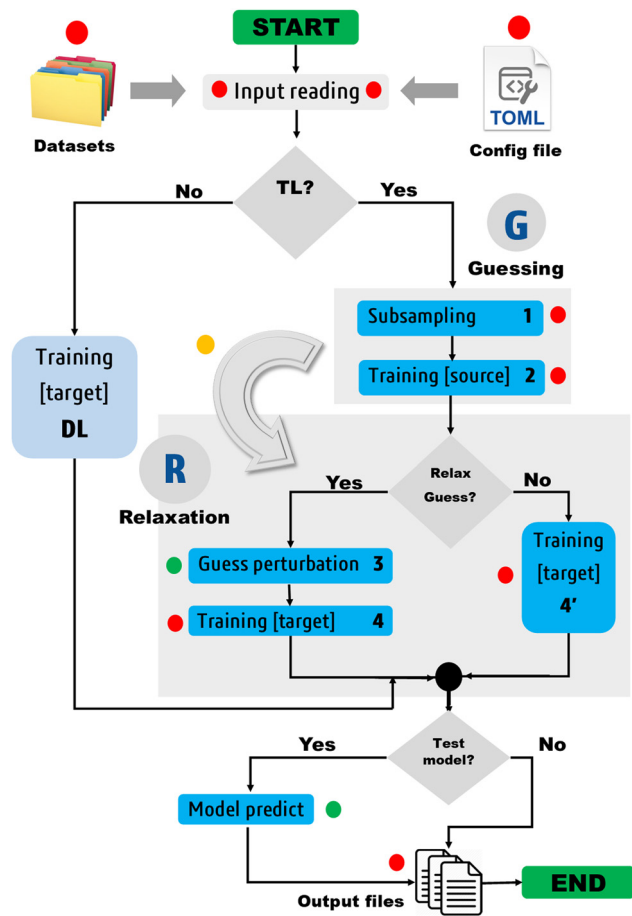 START
Input reading
Datasets
TOML
Config file
TL?
No
Yes
G
Guessing
Subsampling 1
Training [source] 2
Training
[target]
DL
R
Relaxation
Relax
Guess?
Yes
No
Guess perturbation 3
Training [target] 4
Training
[target]
4’
Test
model?
Yes
No
Model predict
Output files
END